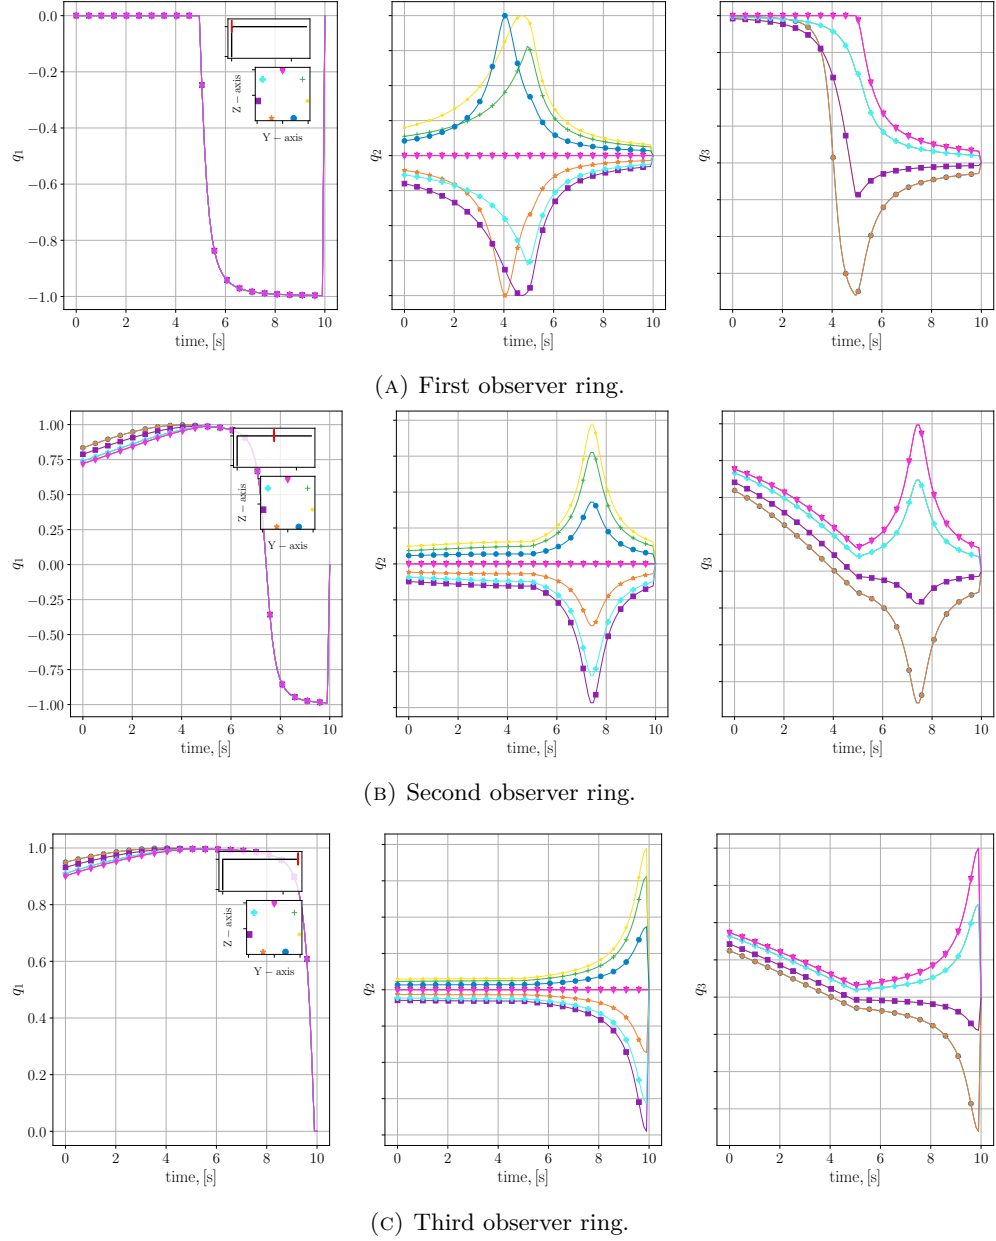 0.0
−0.2
−0.4
−0.6
−0.8
−1.0
q1
Z − axis
Y − axis
0 2 4 6 8 10
time, [s]
q2
0 2 4 6 8 10
time, [s]
q3
0 2 4 6 8 10
time, [s]
(A) First observer ring.
1.00
0.75
0.50
0.25
0.00
−0.25
−0.50
−0.75
−1.00
q1
Z − axis
Y − axis
0 2 4 6 8 10
time, [s]
q2
0 2 4 6 8 10
time, [s]
q3
0 2 4 6 8 10
time, [s]
(B) Second observer ring.
1.0
0.8
0.6
0.4
0.2
0.0
q1
Z − axis
Y − axis
0 2 4 6 8 10
time, [s]
q2
0 2 4 6 8 10
time, [s]
q3
0 2 4 6 8 10
time, [s]
(C) Third observer ring.